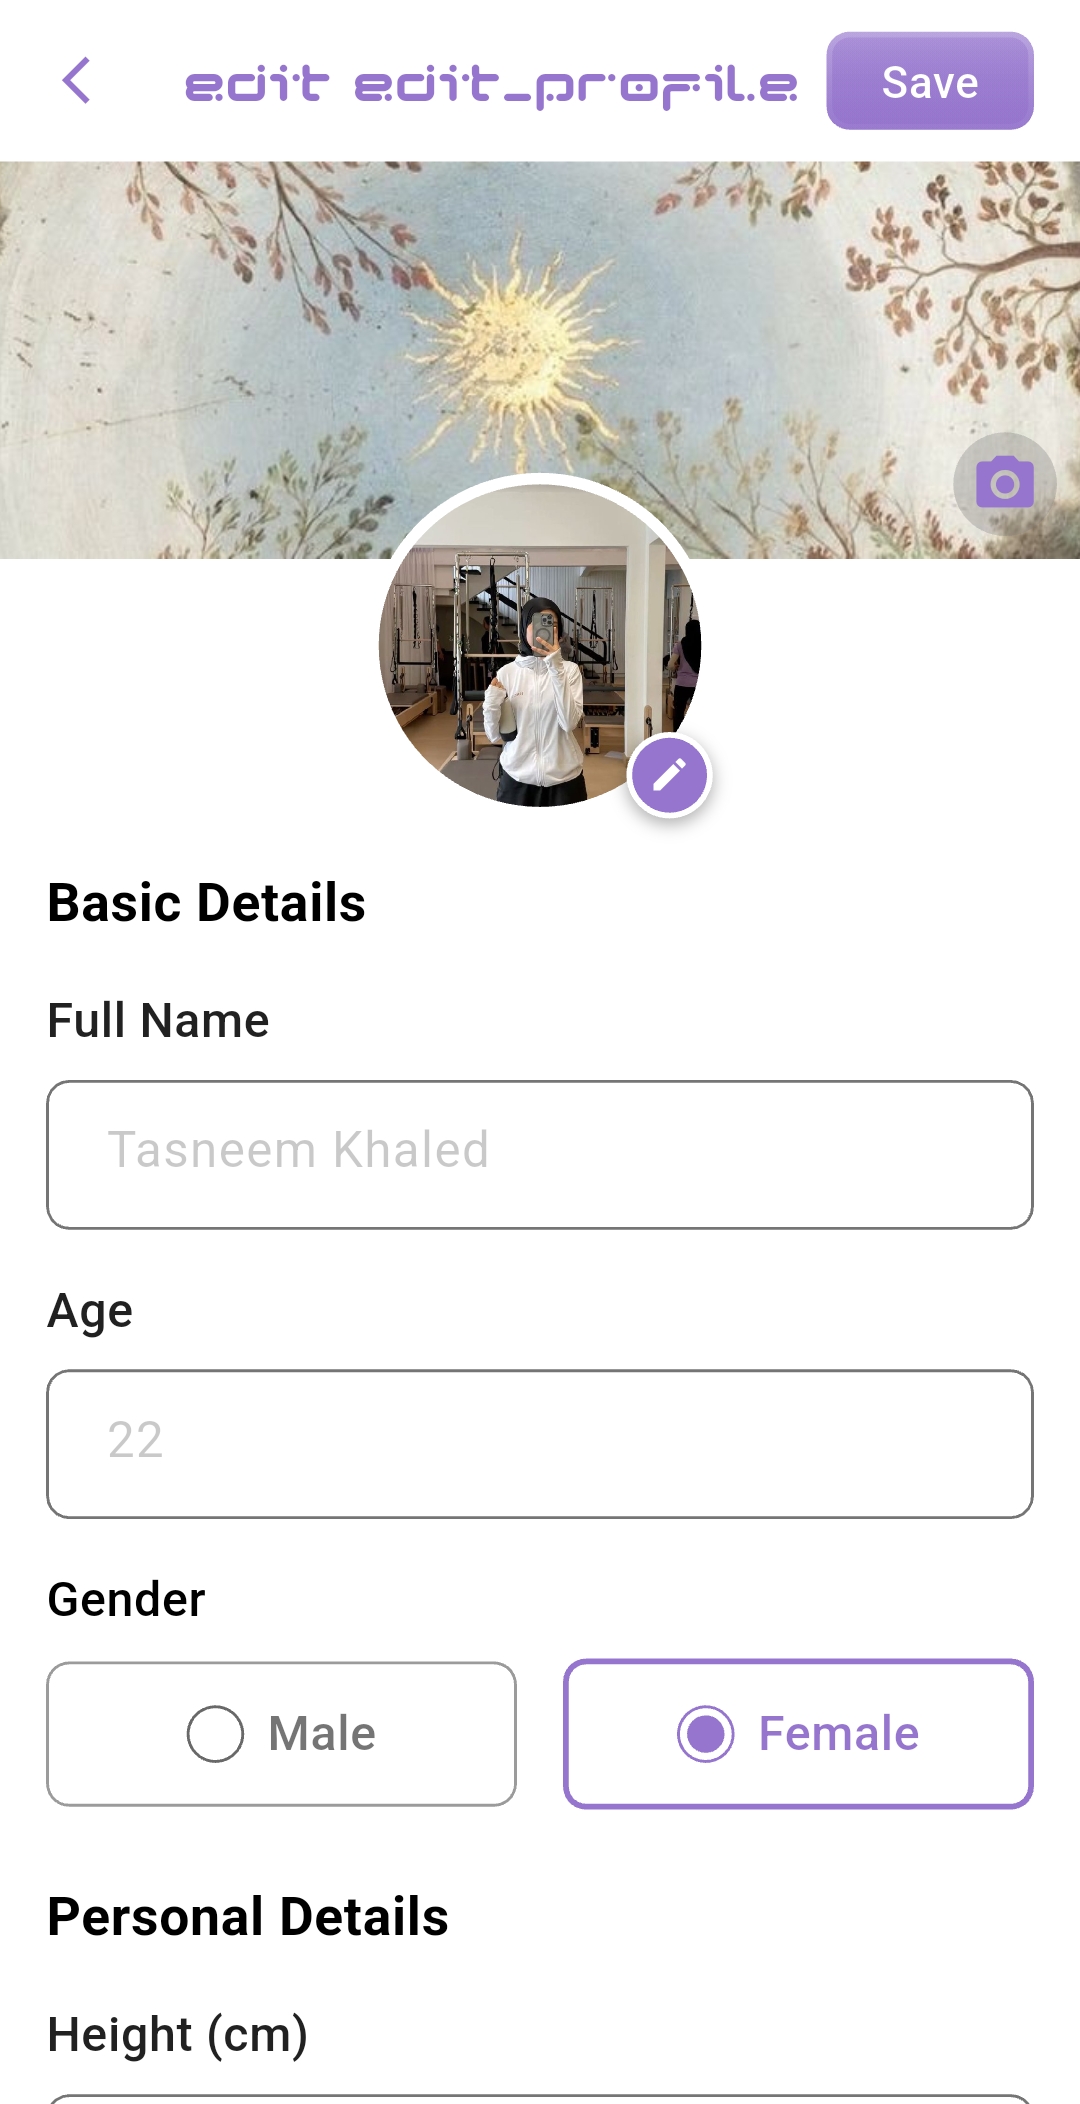 edit edit_profile
Save
Basic Details
Full Name
Tasneem Khaled
Age
22
Gender
Male
Female
Personal Details
Height (cm)